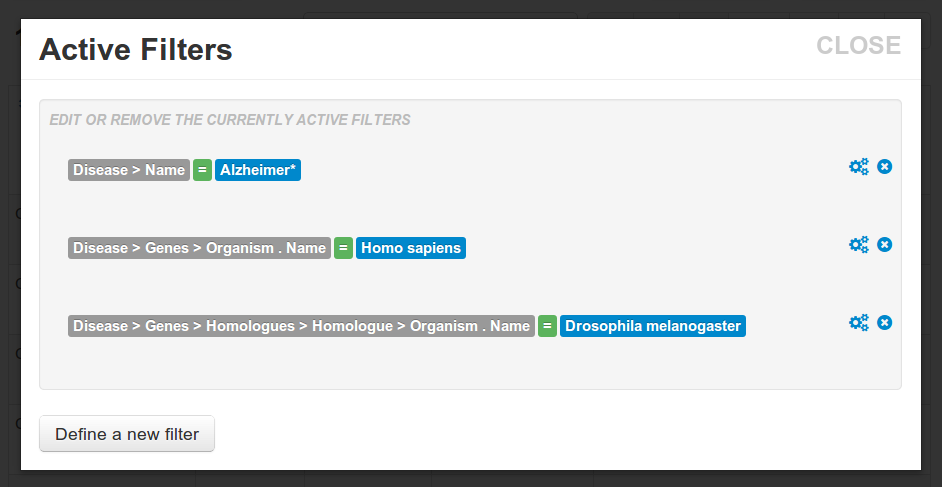 Active Filters
CLOSE
EDIT OR REMOVE THE CURRENTLY ACTIVE FILTERS
Disease > Name = Alzheimer*
Disease > Genes > Organism . Name = Homo sapiens
Disease > Genes > Homologues > Homologue > Organism . Name = Drosophila melanogaster
Define a new filter